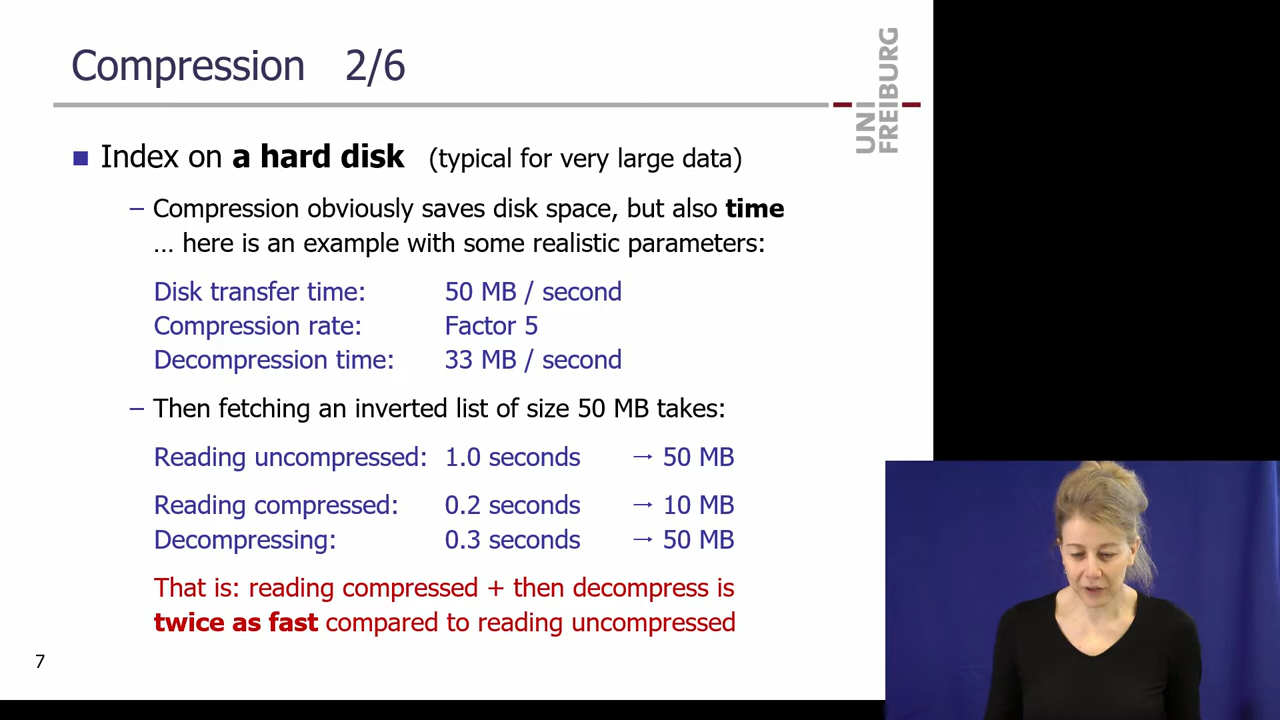 Compression 2/6
UNI
FREIBURG
■ Index on a hard disk (typical for very large data)
– Compression obviously saves disk space, but also time
… here is an example with some realistic parameters:
Disk transfer time: 50 MB / second
Compression rate: Factor 5
Decompression time: 33 MB / second
– Then fetching an inverted list of size 50 MB takes:
Reading uncompressed: 1.0 seconds → 50 MB
Reading compressed: 0.2 seconds → 10 MB
Decompressing: 0.3 seconds → 50 MB
That is: reading compressed + then decompress is
twice as fast compared to reading uncompressed
7